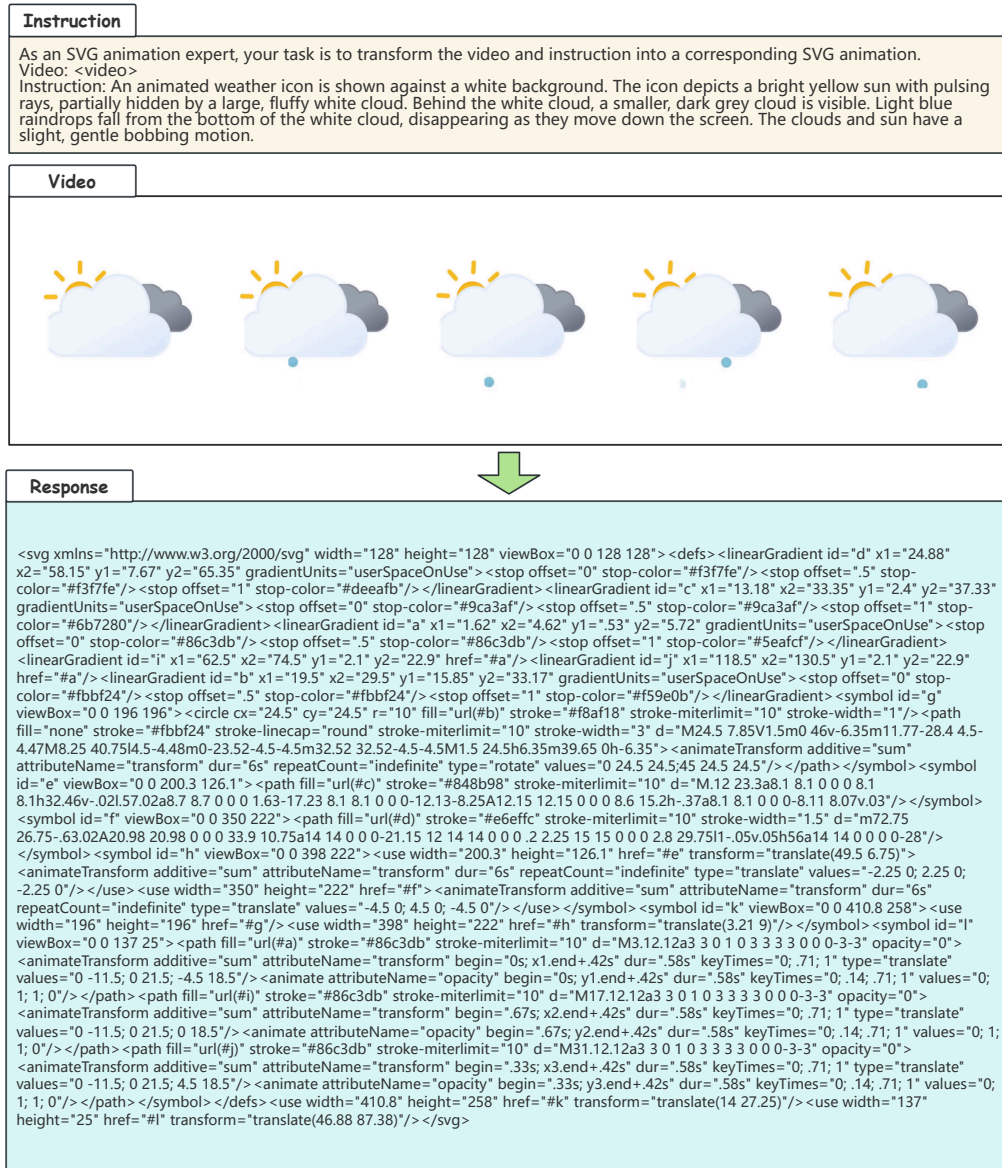 Instruction
As an SVG animation expert, your task is to transform the video and instruction into a corresponding SVG animation.
Video: <video>
Instruction: An animated weather icon is shown against a white background. The icon depicts a bright yellow sun with pulsing
rays, partially hidden by a large, fluffy white cloud. Behind the white cloud, a smaller, dark grey cloud is visible. Light blue
raindrops fall from the bottom of the white cloud, disappearing as they move down the screen. The clouds and sun have a
slight, gentle bobbing motion.
Video
Response
<svg xmlns="http://www.w3.org/2000/svg" width="128" height="128" viewBox="0 0 128 128"><defs><linearGradient id="d" x1="24.88"
x2="58.15" y1="7.67" y2="65.35" gradientUnits="userSpaceOnUse"><stop offset="0" stop-color="#f3f7fe"/><stop offset=".5" stop-
color="#f3f7fe"/><stop offset="1" stop-color="#deeafb"/></linearGradient><linearGradient id="c" x1="13.18" x2="33.35" y1="2.4" y2="37.33"
gradientUnits="userSpaceOnUse"><stop offset="0" stop-color="#9ca3af"/><stop offset=".5" stop-color="#9ca3af"/><stop offset="1" stop-
color="#6b7280"/></linearGradient><linearGradient id="a" x1="1.62" x2="4.62" y1=".53" y2="5.72" gradientUnits="userSpaceOnUse"><stop
offset="0" stop-color="#86c3db"/><stop offset=".5" stop-color="#86c3db"/><stop offset="1" stop-color="#5eafcf"/></linearGradient>
<linearGradient id="i" x1="62.5" x2="74.5" y1="2.1" y2="22.9" href="#a"/><linearGradient id="j" x1="118.5" x2="130.5" y1="2.1" y2="22.9"
href="#a"/><linearGradient id="b" x1="19.5" x2="29.5" y1="15.85" y2="33.17" gradientUnits="userSpaceOnUse"><stop offset="0" stop-
color="#fbbf24"/><stop offset=".5" stop-color="#fbbf24"/><stop offset="1" stop-color="#f59e0b"/></linearGradient><symbol id="g"
viewBox="0 0 196 196"><circle cx="24.5" cy="24.5" r="10" fill="url(#b)" stroke="#f8af18" stroke-miterlimit="10" stroke-width="1"/><path
fill="none" stroke="#fbbf24" stroke-linecap="round" stroke-miterlimit="10" stroke-width="3" d="M24.5 7.85V1.5m0 46v-6.35m11.77-28.4 4.5-
4.47M8.25 40.75l4.5-4.48m0-23.52-4.5-4.5m32.52 32.52-4.5-4.5M1.5 24.5h6.35m39.65 0h-6.35"><animateTransform additive="sum"
attributeName="transform" dur="6s" repeatCount="indefinite" type="rotate" values="0 24.5 24.5;45 24.5 24.5"/></path></symbol><symbol
id="e" viewBox="0 0 200.3 126.1"><path fill="url(#c)" stroke="#848b98" stroke-miterlimit="10" d="M.12 23.3a8.1 8.1 0 0 0 8.1
8.1h32.46v-.02l.57.02a8.7 8.7 0 0 0 1.63-17.23 8.1 8.1 0 0 0-12.13-8.25A12.15 12.15 0 0 0 8.6 15.2h-.37a8.1 8.1 0 0 0-8.11 8.07v.03"/></symbol>
<symbol id="f" viewBox="0 0 350 222"><path fill="url(#d)" stroke="#e6effc" stroke-miterlimit="10" stroke-width="1.5" d="m72.75
26.75-.63.02A20.98 20.98 0 0 0 33.9 10.75a14 14 0 0 0-21.15 12 14 14 0 0 0 .2 2.25 15 15 0 0 0 2.8 29.75l1-.05v.05h56a14 14 0 0 0 0-28"/>
</symbol><symbol id="h" viewBox="0 0 398 222"><use width="200.3" height="126.1" href="#e" transform="translate(49.5 6.75)">
<animateTransform additive="sum" attributeName="transform" dur="6s" repeatCount="indefinite" type="translate" values="-2.25 0; 2.25 0;
-2.25 0"/></use><use width="350" height="222" href="#f"><animateTransform additive="sum" attributeName="transform" dur="6s"
repeatCount="indefinite" type="translate" values="-4.5 0; 4.5 0; -4.5 0"/></use></symbol><symbol id="k" viewBox="0 0 410.8 258"><use
width="196" height="196" href="#g"/><use width="398" height="222" href="#h" transform="translate(3.21 9)"/></symbol><symbol id="l"
viewBox="0 0 137 25"><path fill="url(#a)" stroke="#86c3db" stroke-miterlimit="10" d="M3.12.12a3 3 0 1 0 3 3 3 3 0 0 0-3-3" opacity="0">
<animateTransform additive="sum" attributeName="transform" begin="0s; x1.end+.42s" dur=".58s" keyTimes="0; .71; 1" type="translate"
values="0 -11.5; 0 21.5; -4.5 18.5"/><animate attributeName="opacity" begin="0s; y1.end+.42s" dur=".58s" keyTimes="0; .14; .71; 1" values="0;
1; 1; 0"/></path><path fill="url(#i)" stroke="#86c3db" stroke-miterlimit="10" d="M17.12.12a3 3 0 1 0 3 3 3 3 0 0 0-3-3" opacity="0">
<animateTransform additive="sum" attributeName="transform" begin=".67s; x2.end+.42s" dur=".58s" keyTimes="0; .71; 1" type="translate"
values="0 -11.5; 0 21.5; 0 18.5"/><animate attributeName="opacity" begin=".67s; y2.end+.42s" dur=".58s" keyTimes="0; .14; .71; 1" values="0; 1;
1; 0"/></path><path fill="url(#j)" stroke="#86c3db" stroke-miterlimit="10" d="M31.12.12a3 3 0 1 0 3 3 3 3 0 0 0-3-3" opacity="0">
<animateTransform additive="sum" attributeName="transform" begin=".33s; x3.end+.42s" dur=".58s" keyTimes="0; .71; 1" type="translate"
values="0 -11.5; 0 21.5; 4.5 18.5"/><animate attributeName="opacity" begin=".33s; y3.end+.42s" dur=".58s" keyTimes="0; .14; .71; 1" values="0;
1; 1; 0"/></path></symbol></defs><use width="410.8" height="258" href="#k" transform="translate(14 27.25)"/><use width="137"
height="25" href="#l" transform="translate(46.88 87.38)"/></svg>